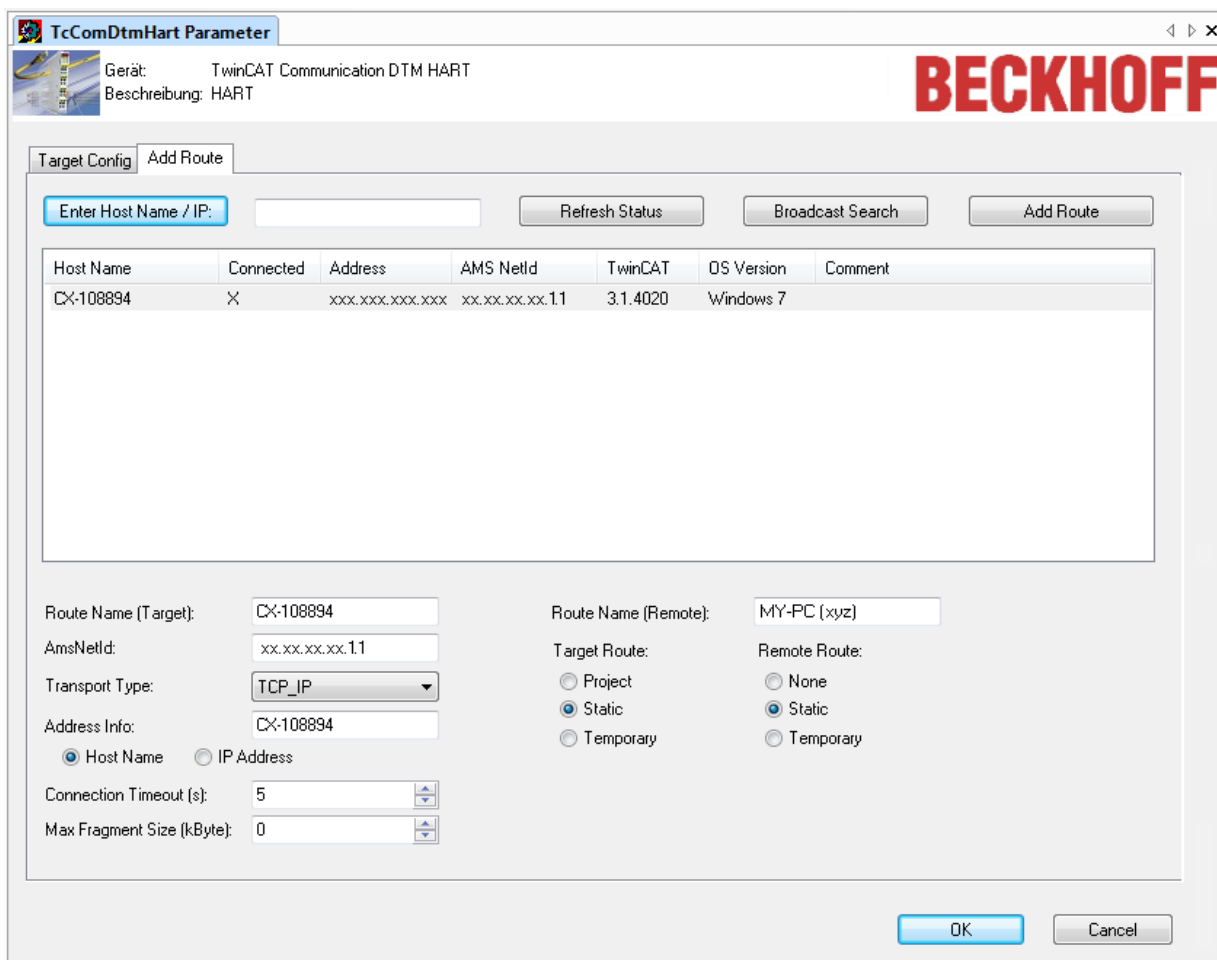 TcComDtmHart Parameter
Gerät: TwinCAT Communication DTM HART
Beschreibung: HART
BECKHOFF
Target Config Add Route
Enter Host Name / IP: Refresh Status Broadcast Search Add Route
Host Name Connected Address AMS NetId TwinCAT OS Version Comment
CX-108894 X xxx.xxx.xxx.xxx xx.xx.xx.xx.1.1 3.1.4020 Windows 7
Route Name (Target): CX-108894 Route Name (Remote): MY-PC (xyz)
AmsNetId: xx.xx.xx.xx.1.1 Target Route: Remote Route:
Transport Type: TCP_IP Project None
Address Info: CX-108894 Static Static
Host Name IP Address Temporary Temporary
Connection Timeout (s): 5
Max Fragment Size (kByte): 0
OK Cancel